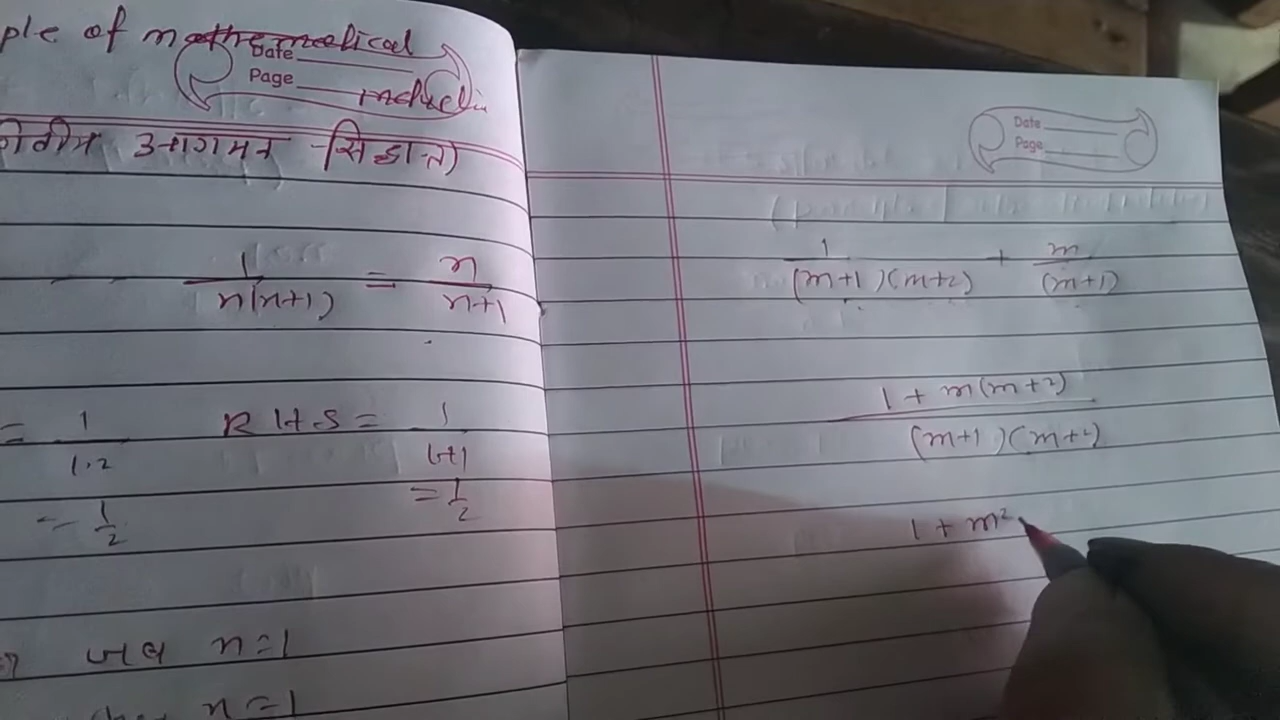 ple of mathematical
Date
Page
induction
आगमन सिद्धान्त)
1/n(n+1) = n/n+1
= 1/1.2 RHS = 1/1+1
= 1/2 = 1/2
जब n=1
n=1
Date
Page
1/(m+1)(m+2) + m/(m+1)
1 + m(m+2)/(m+1)(m+2)
1 + m²